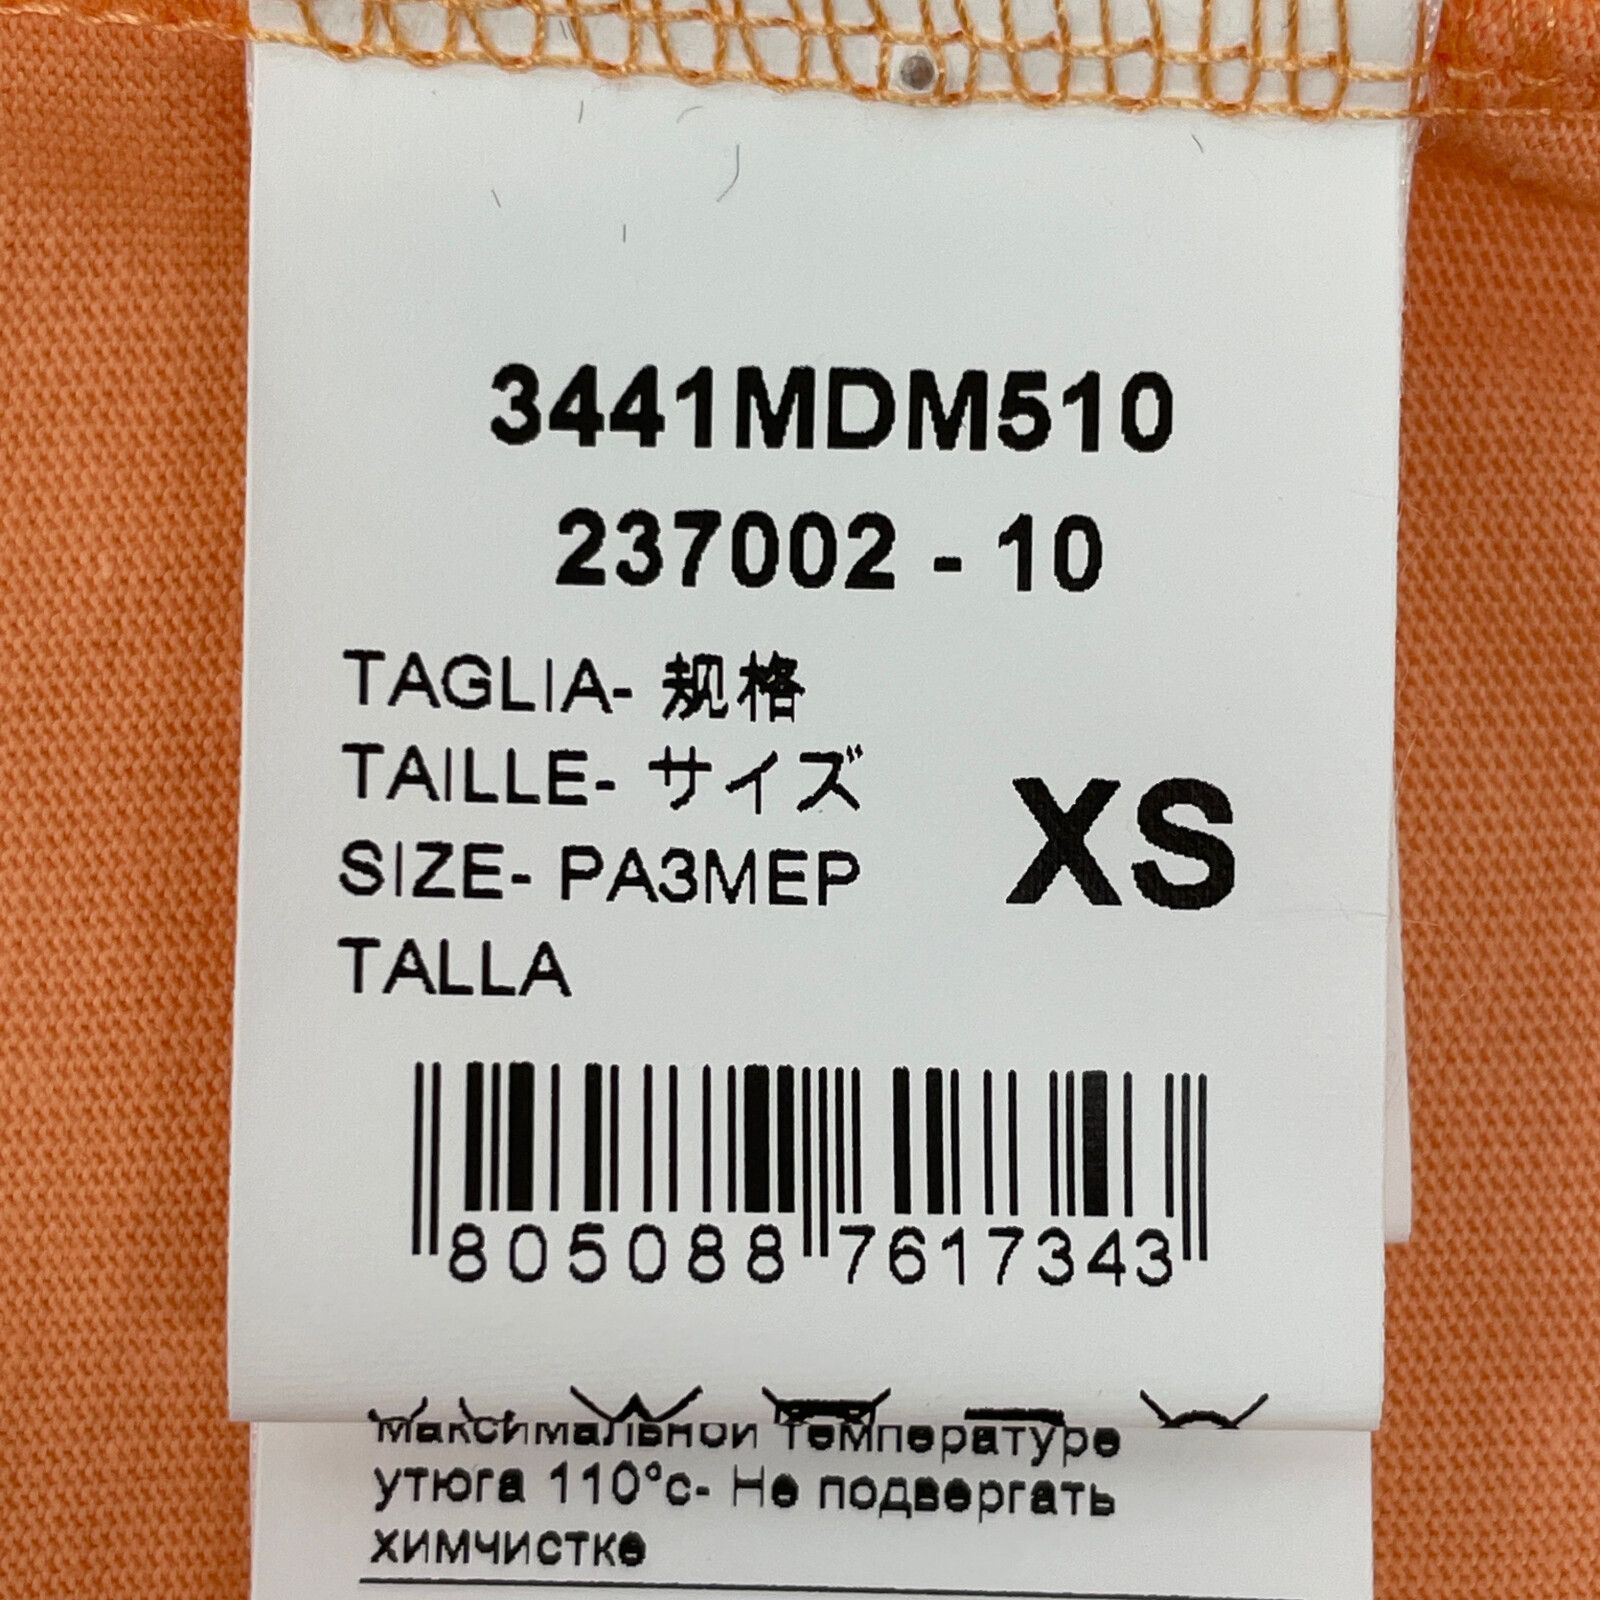 3441MDM510
237002 - 10
TAGLIA- 规格
TAILLE- サイズ
SIZE- РАЗМЕР
TALLA
XS
805088 7617343
максимальной температуре
утюга 110°с- Не подвергать
химчистке